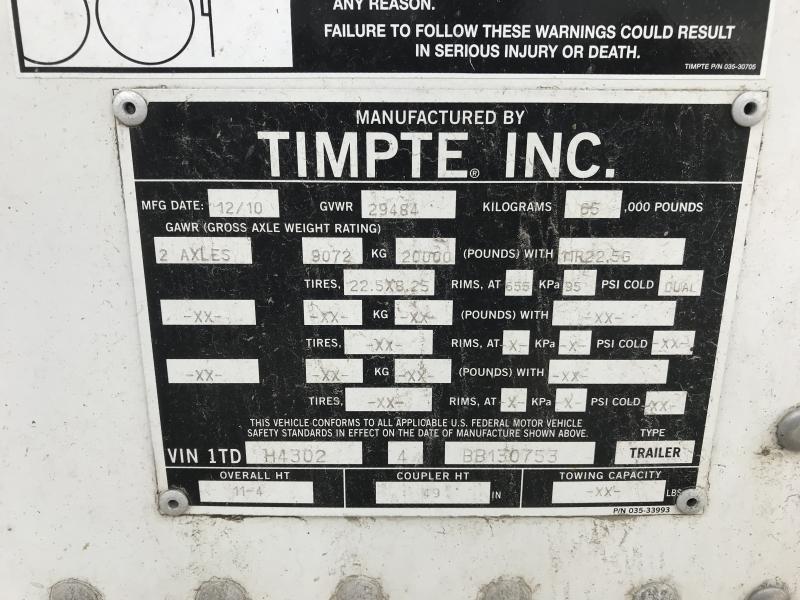 ANY REASON.
FAILURE TO FOLLOW THESE WARNINGS COULD RESULT
IN SERIOUS INJURY OR DEATH.
TIMPTE P/N 035-30705
MANUFACTURED BY
TIMPTE® INC.
MFG DATE: 12/10 GVWR 29484 KILOGRAMS 65 ,000 POUNDS
GAWR (GROSS AXLE WEIGHT RATING)
2 AXLES 9072 KG 20000 (POUNDS) WITH 11R22.5G
TIRES, 22.5X8.25 RIMS, AT 655 KPa 95 PSI COLD DUAL
-XX- -XX- KG -XX- (POUNDS) WITH -XX-
TIRES, -XX- RIMS, AT -X- KPa -X- PSI COLD -XX-
-XX- -XX- KG -XX- (POUNDS) WITH -XX-
TIRES, -XX- RIMS, AT -X- KPa -X- PSI COLD -XX-
THIS VEHICLE CONFORMS TO ALL APPLICABLE U.S. FEDERAL MOTOR VEHICLE
SAFETY STANDARDS IN EFFECT ON THE DATE OF MANUFACTURE SHOWN ABOVE.
TYPE
VIN 1TD H4302 4 BB130753 TRAILER
OVERALL HT COUPLER HT TOWING CAPACITY
11-4 49 IN -XX- LBS
P/N 035-33993